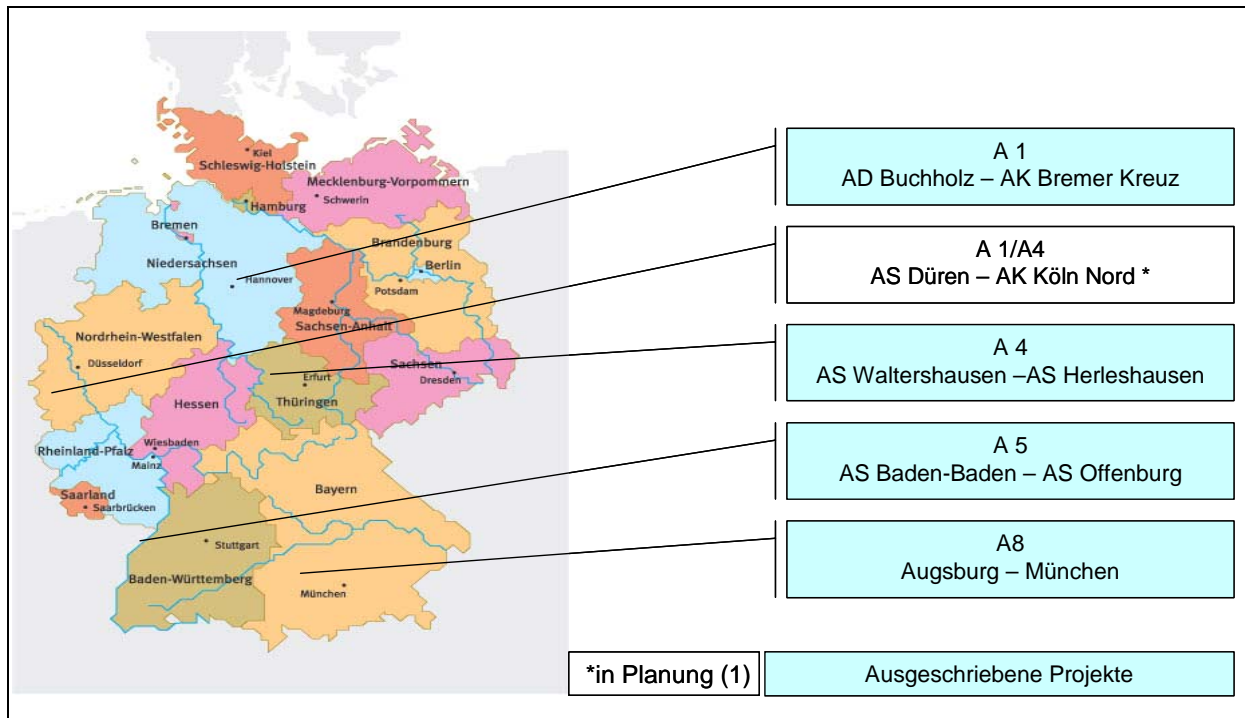 Kiel
Schleswig-Holstein
Mecklenburg-Vorpommern
Schwerin
Hamburg
Bremen
Niedersachsen
Hannover
Brandenburg
Berlin
Potsdam
Magdeburg
Sachsen-Anhalt
Nordrhein-Westfalen
Düsseldorf
Sachsen
Dresden
Erfurt
Thüringen
Hessen
Wiesbaden
Rheinland-Pfalz
Mainz
Saarland
Saarbrücken
Bayern
Stuttgart
Baden-Württemberg
München
A 1
AD Buchholz – AK Bremer Kreuz
A 1/A4
AS Düren – AK Köln Nord *
A 4
AS Waltershausen –AS Herleshausen
A 5
AS Baden-Baden – AS Offenburg
A8
Augsburg – München
*in Planung (1)
Ausgeschriebene Projekte